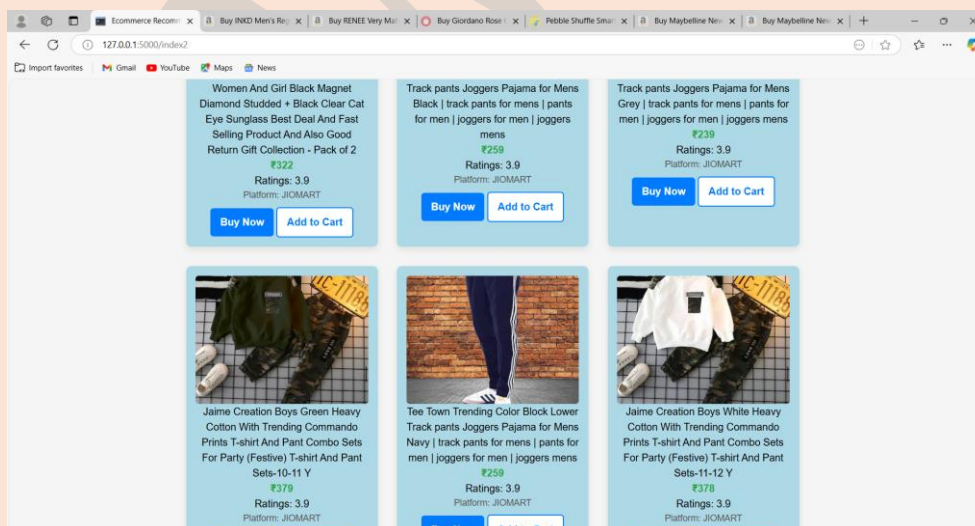 Ecommerce Recomm
Buy INKD Men's Reg
Buy RENEE Very Mat
Buy Giordano Rose
Pebble Shuffle Smar
Buy Maybelline New
Buy Maybelline New
127.0.0.1:5000/index2
Import favorites
Gmail
YouTube
Maps
News
Women And Girl Black Magnet
Diamond Studded + Black Clear Cat
Eye Sunglass Best Deal And Fast
Selling Product And Also Good
Return Gift Collection - Pack of 2
₹322
Ratings: 3.9
Platform: JIOMART
Buy Now
Add to Cart
Track pants Joggers Pajama for Mens
Black | track pants for mens | pants
for men | joggers for men | joggers
mens
₹259
Ratings: 3.9
Platform: JIOMART
Buy Now
Add to Cart
Track pants Joggers Pajama for Mens
Grey | track pants for mens | pants for
men | joggers for men | joggers mens
₹239
Ratings: 3.9
Platform: JIOMART
Buy Now
Add to Cart
Jaime Creation Boys Green Heavy
Cotton With Trending Commando
Prints T-shirt And Pant Combo Sets
For Party (Festive) T-shirt And Pant
Sets-10-11 Y
₹379
Ratings: 3.9
Platform: JIOMART
Tee Town Trending Color Block Lower
Track pants Joggers Pajama for Mens
Navy | track pants for mens | pants for
men | joggers for men | joggers mens
₹259
Ratings: 3.9
Platform: JIOMART
Jaime Creation Boys White Heavy
Cotton With Trending Commando
Prints T-shirt And Pant Combo Sets
For Party (Festive) T-shirt And Pant
Sets-11-12 Y
₹378
Ratings: 3.9
Platform: JIOMART